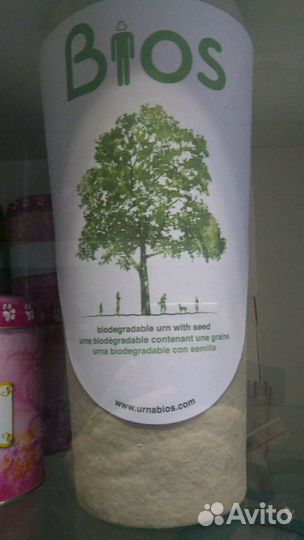 BIOS
biodegradable urn with seed
urne biodégradable contenant une graine
urna biodegradable con semilla
www.urnabios.com
Avito